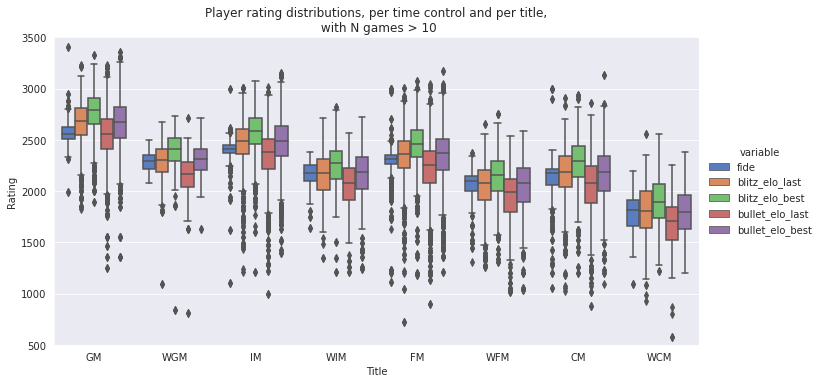 Player rating distributions, per time control and per title,
with N games > 10
3500
3000
2500
2000
1500
1000
500
Rating
GM WGM IM WIM FM WFM CM WCM
Title
variable
fide
blitz_elo_last
blitz_elo_best
bullet_elo_last
bullet_elo_best